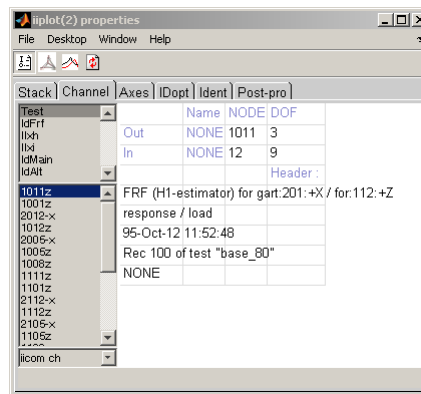 iiplot(2) properties
File Desktop Window Help
Stack Channel Axes IDopt Ident Post-pro
Test
IdFrf
IIxh
IIxi
IdMain
IdAlt
Name NODE DOF
Out NONE 1011 3
In NONE 12 9
Header :
1011z
1001z
2012-x
1012z
2006-x
1005z
1008z
1111z
1101z
2112-x
1112z
2106-x
1105z
FRF (H1-estimator) for gart:201:+X / for:112:+Z
response / load
95-Oct-12 11:52:48
Rec 100 of test "base_80"
NONE
iicom ch